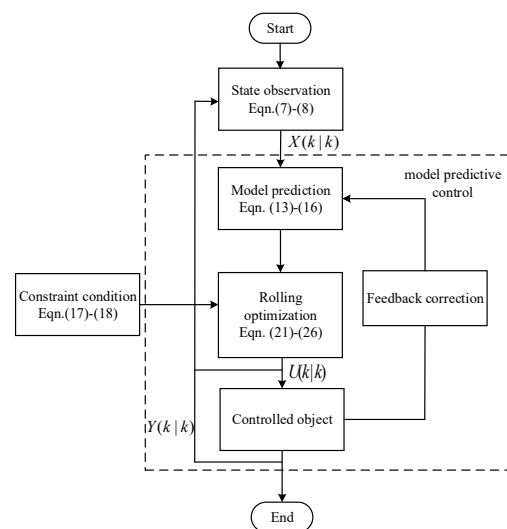 Start
State observation
Eqn.(7)-(8)
X(k|k)
model predictive
control
Model prediction
Eqn. (13)-(16)
Constraint condition
Eqn.(17)-(18)
Rolling
optimization
Eqn. (21)-(26)
Feedback correction
U(k|k)
Y(k|k)
Controlled object
End